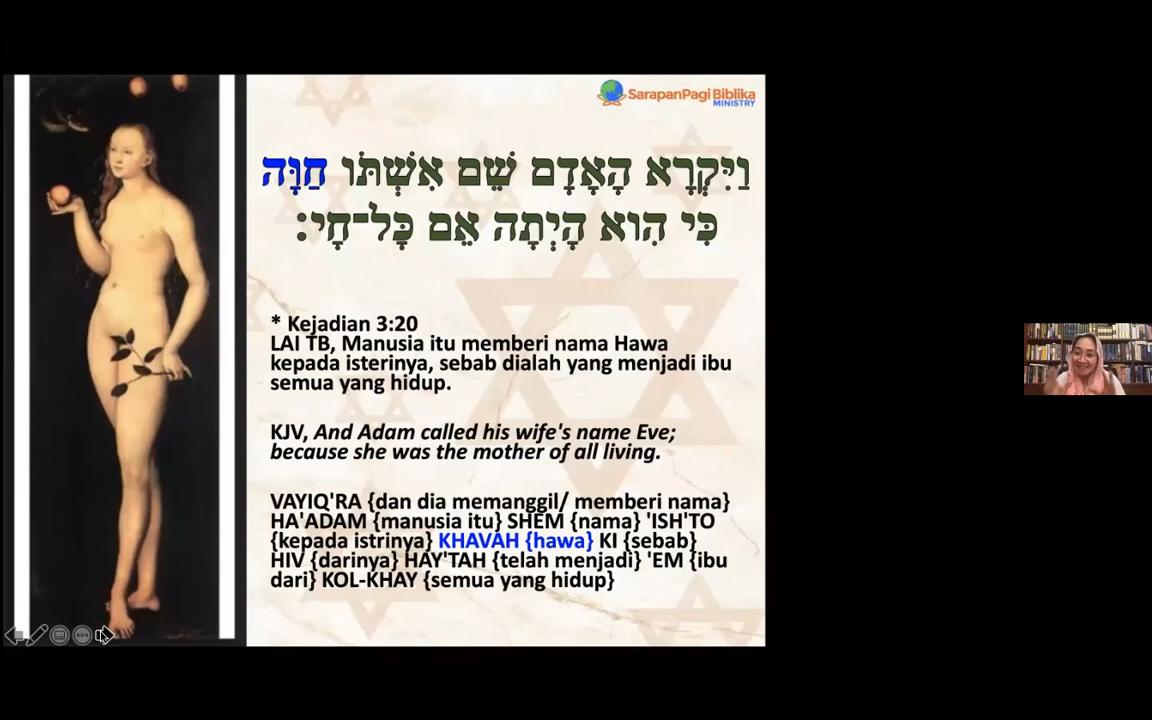 SarapanPagi Biblika
MINISTRY
וַיִּקְרָא הָאָדָם שֵׁם אִשְׁתֹּו חַוָּה
כִּי הִוא הָיְתָה אֵם כָּל־חָי׃
* Kejadian 3:20
LAI TB, Manusia itu memberi nama Hawa
kepada isterinya, sebab dialah yang menjadi ibu
semua yang hidup.
KJV, And Adam called his wife's name Eve;
because she was the mother of all living.
VAYIQ'RA {dan dia memanggil/ memberi nama}
HA'ADAM {manusia itu} SHEM {nama} 'ISH'TO
{kepada istrinya} KHAVAH {hawa} KI {sebab}
HIV {darinya} HAY'TAH {telah menjadi} 'EM {ibu
dari} KOL-KHAY {semua yang hidup}